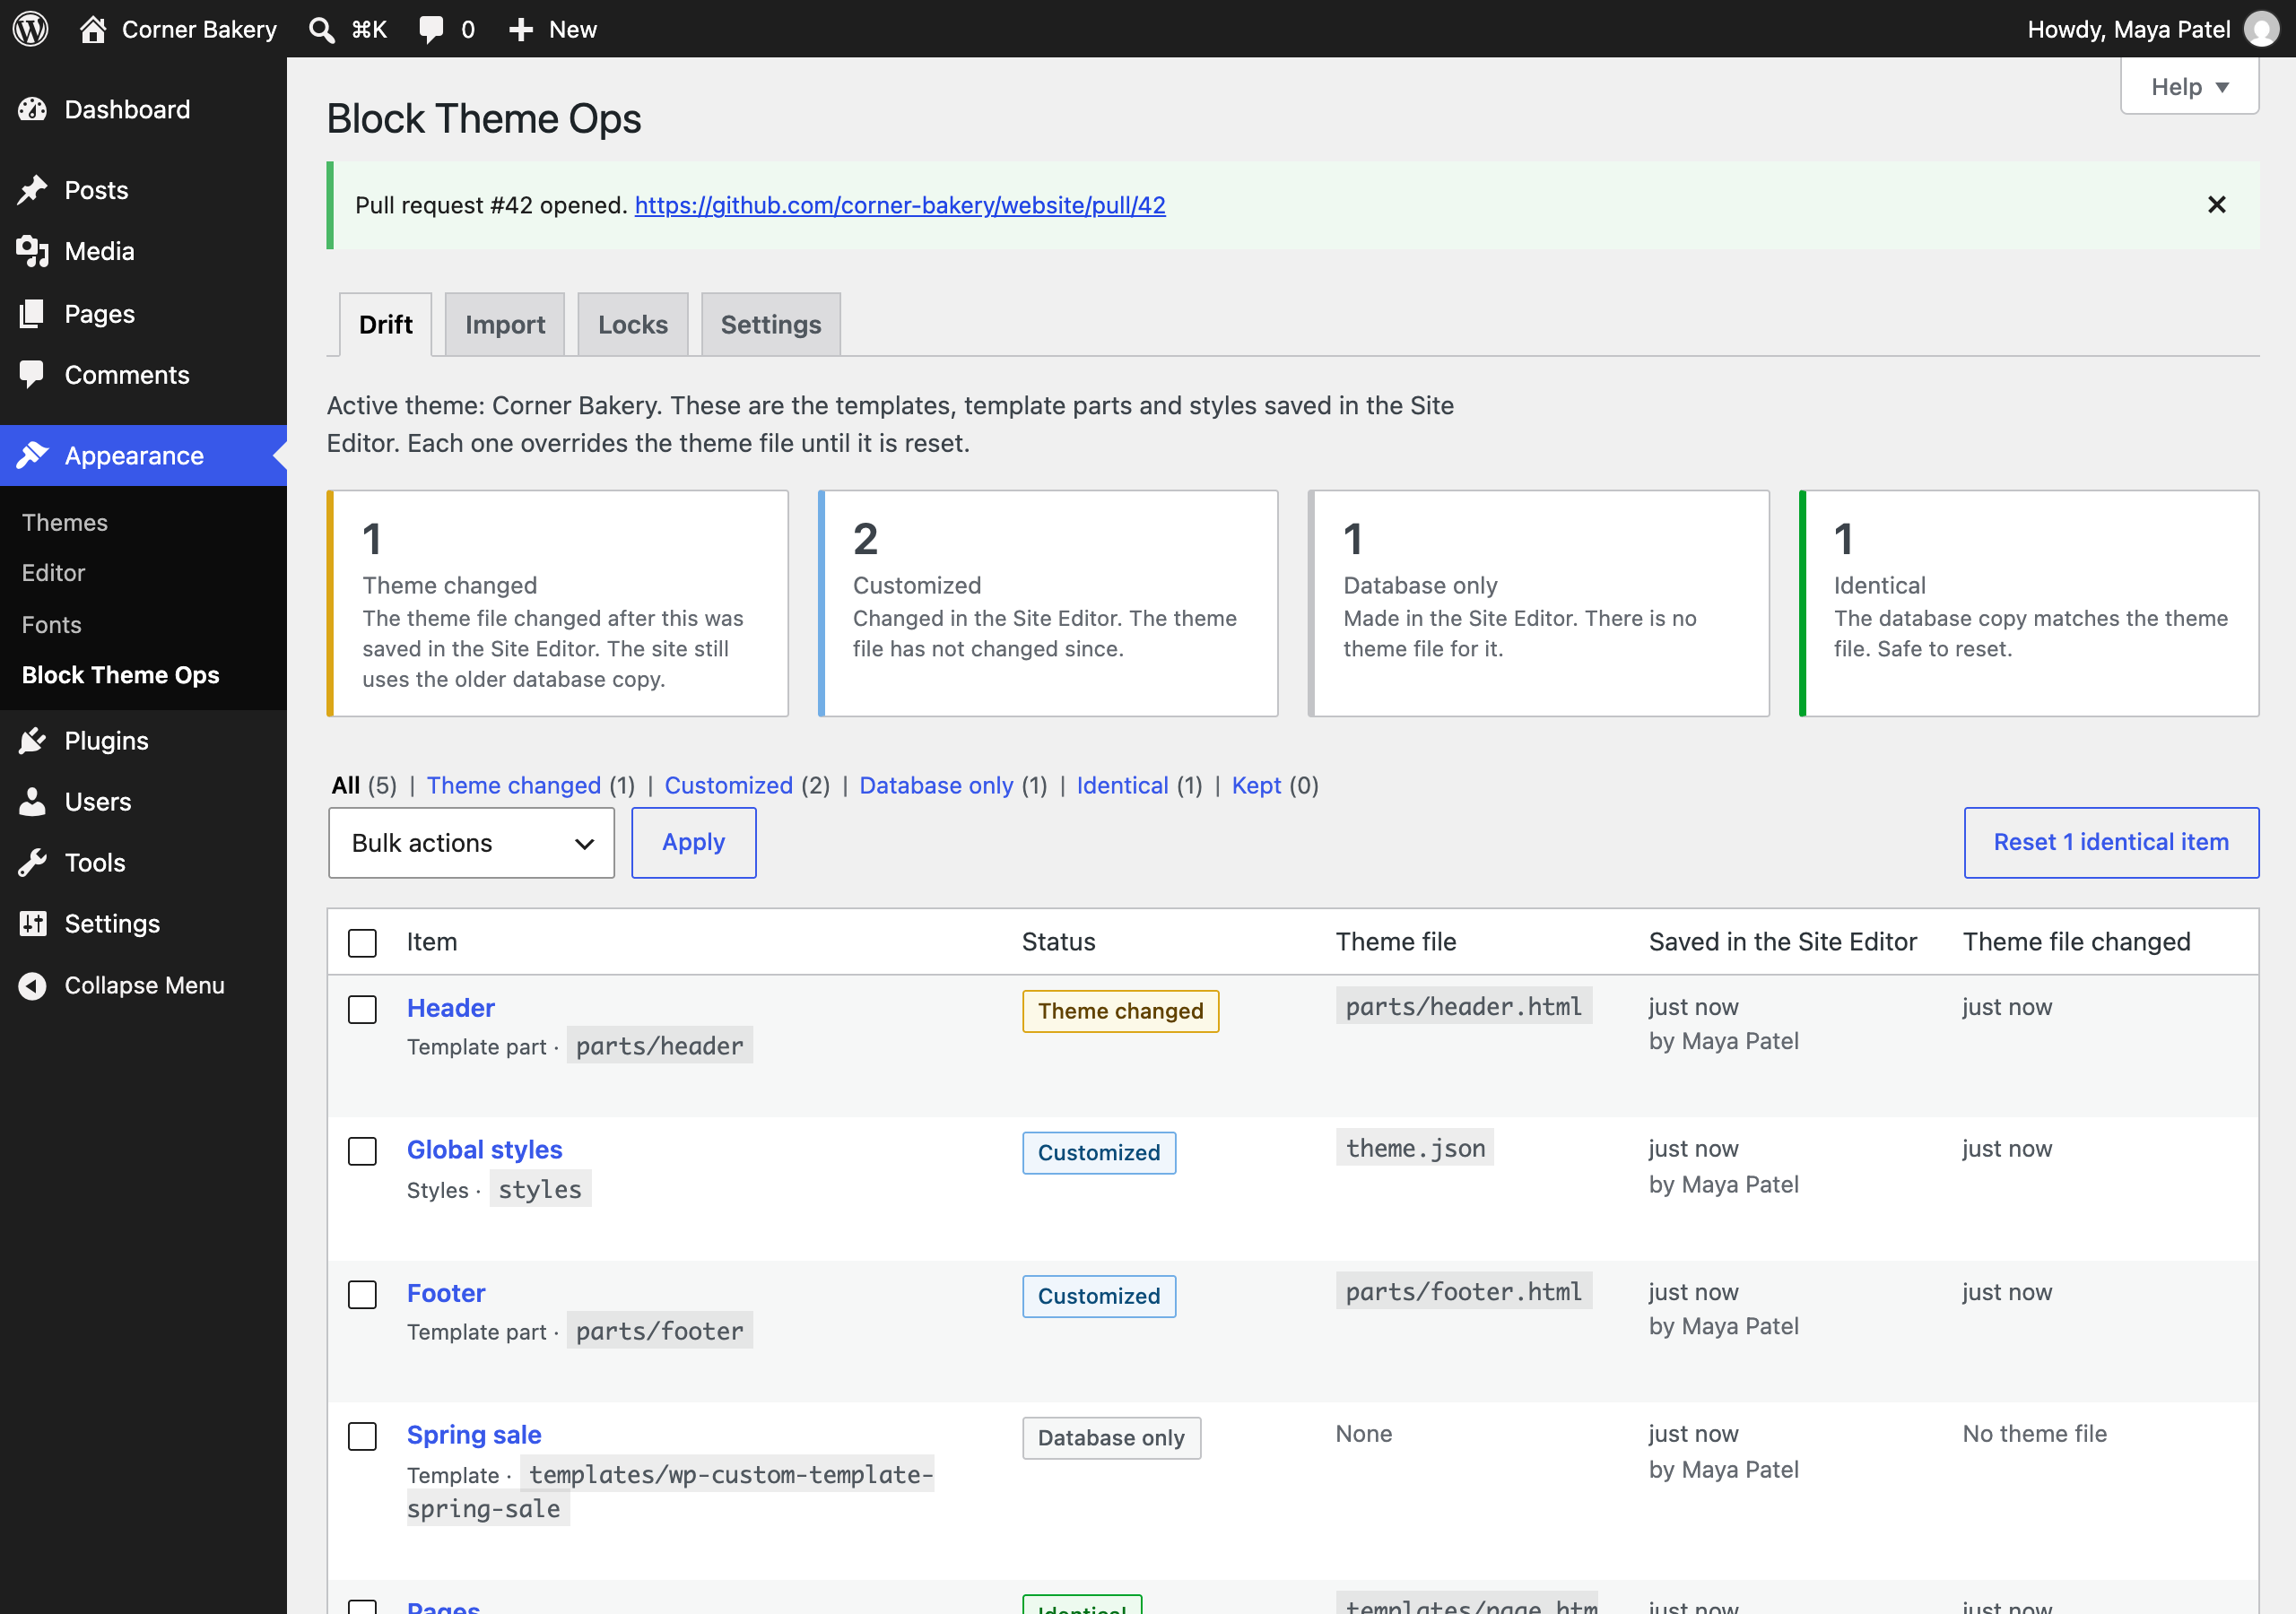 Corner Bakery ⌘K 0 New Howdy, Maya Patel
Dashboard
Posts
Media
Pages
Comments
Appearance
Themes
Editor
Fonts
Block Theme Ops
Plugins
Users
Tools
Settings
Collapse Menu
Help ▼
Block Theme Ops
Pull request #42 opened. https://github.com/corner-bakery/website/pull/42
Drift Import Locks Settings
Active theme: Corner Bakery. These are the templates, template parts and styles saved in the Site
Editor. Each one overrides the theme file until it is reset.
1
Theme changed
The theme file changed after this was
saved in the Site Editor. The site still
uses the older database copy.
2
Customized
Changed in the Site Editor. The theme
file has not changed since.
1
Database only
Made in the Site Editor. There is no
theme file for it.
1
Identical
The database copy matches the theme
file. Safe to reset.
All (5) | Theme changed (1) | Customized (2) | Database only (1) | Identical (1) | Kept (0)
Bulk actions Apply Reset 1 identical item
Item Status Theme file Saved in the Site Editor Theme file changed
Header Theme changed parts/header.html just now just now
Template part · parts/header by Maya Patel
Global styles Customized theme.json just now just now
Styles · styles by Maya Patel
Footer Customized parts/footer.html just now just now
Template part · parts/footer by Maya Patel
Spring sale Database only None just now No theme file
Template · templates/wp-custom-template- by Maya Patel
spring-sale
Pages Identical templates/page.htm just now just now